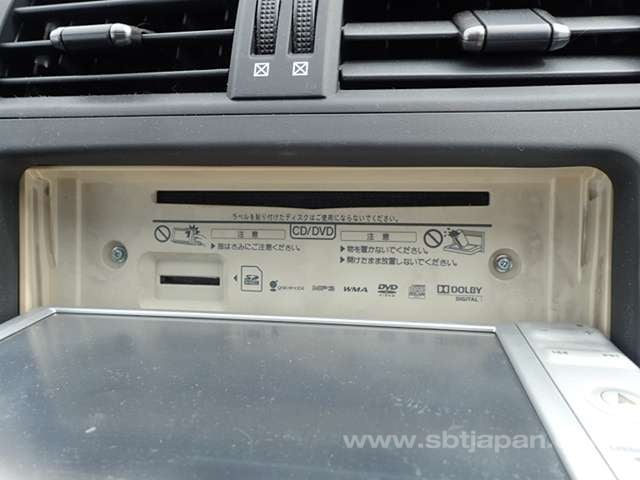 ラベルを貼り付けたディスクはご使用にならないでください。
注意 CD/DVD 注意
▶指はさみにご注意ください。
▶物を置かないでください。
▶開けたまま放置しないでください。
SD
MP3 WMA DVD DOLBY
VIDEO DIGITAL
www.sbtjapan.